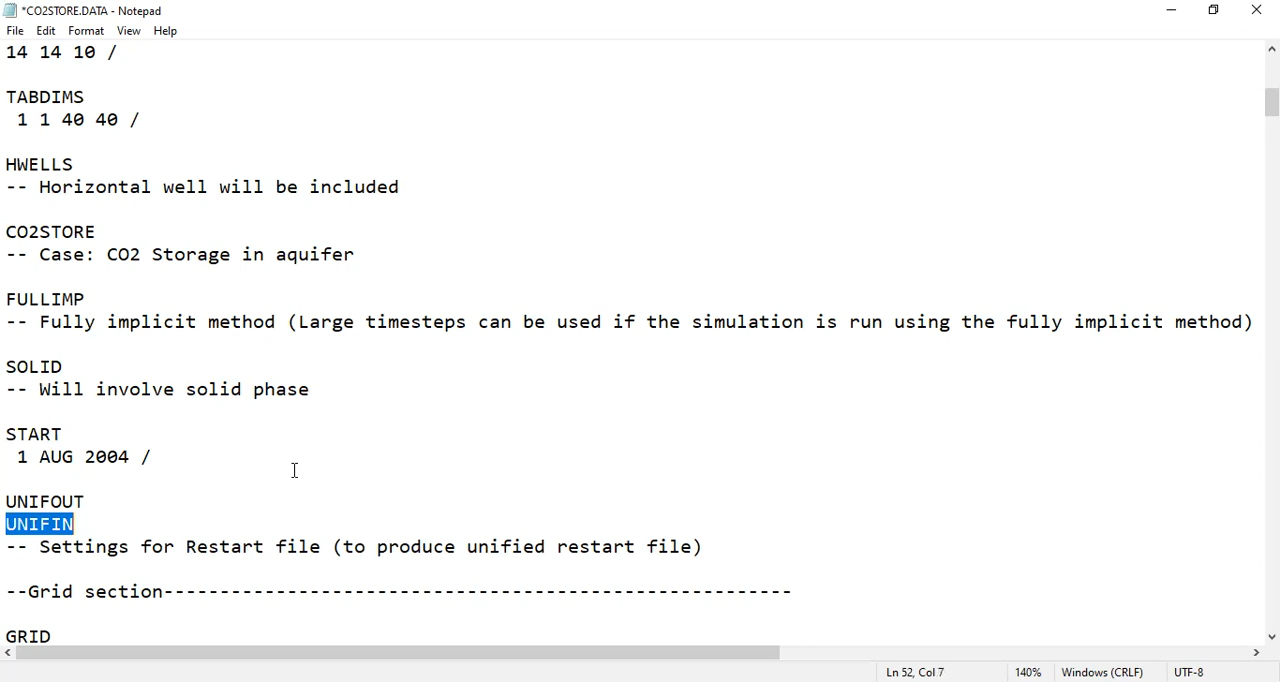 *CO2STORE.DATA - Notepad
File Edit Format View Help
14 14 10 /
TABDIMS
1 1 40 40 /
HWELLS
-- Horizontal well will be included
CO2STORE
-- Case: CO2 Storage in aquifer
FULLIMP
-- Fully implicit method (Large timesteps can be used if the simulation is run using the fully implicit method)
SOLID
-- Will involve solid phase
START
1 AUG 2004 /
UNIFOUT
UNIFIN
-- Settings for Restart file (to produce unified restart file)
--Grid section--------------------------------------------------------
GRID
Ln 52, Col 7 140% Windows (CRLF) UTF-8